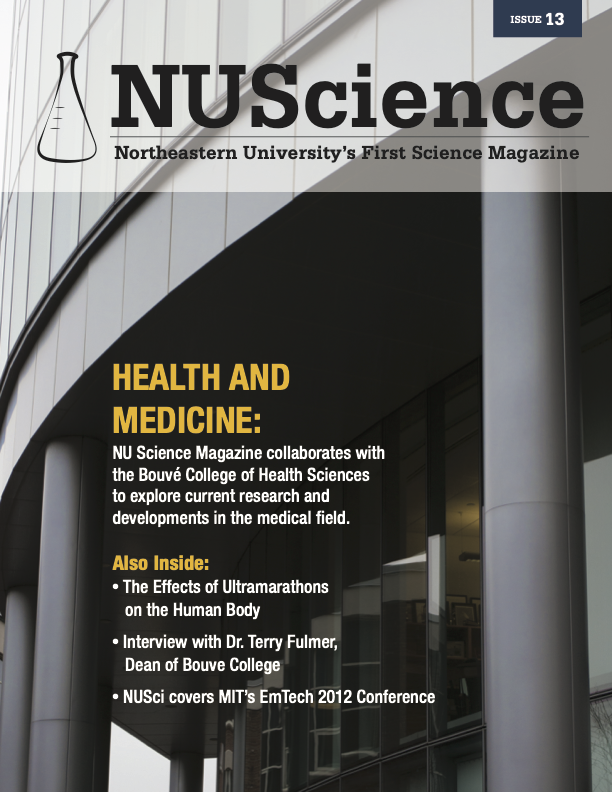 ISSUE 13
NUScience
Northeastern University's First Science Magazine
HEALTH AND
MEDICINE:
NU Science Magazine collaborates with
the Bouvé College of Health Sciences
to explore current research and
developments in the medical field.
Also Inside:
• The Effects of Ultramarathons
on the Human Body
• Interview with Dr. Terry Fulmer,
Dean of Bouve College
• NUSci covers MIT's EmTech 2012 Conference